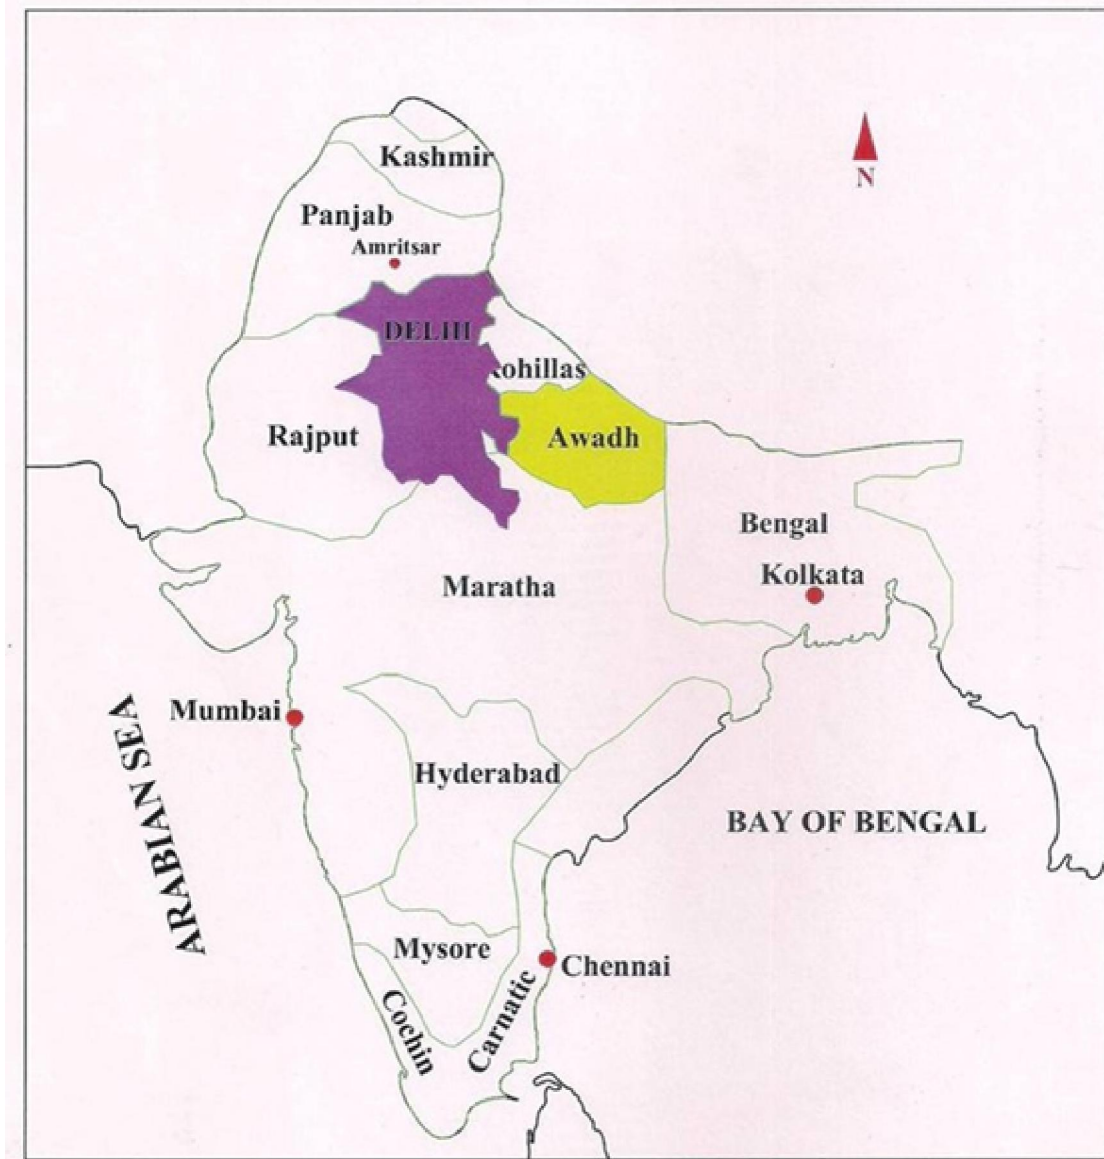 Kashmir
N
Panjab
Amritsar
DELHI
Rohillas
Rajput
Awadh
Bengal
Kolkata
Maratha
Mumbai
ARABIAN SEA
Hyderabad
BAY OF BENGAL
Mysore
Chennai
Cochin
Carnatic